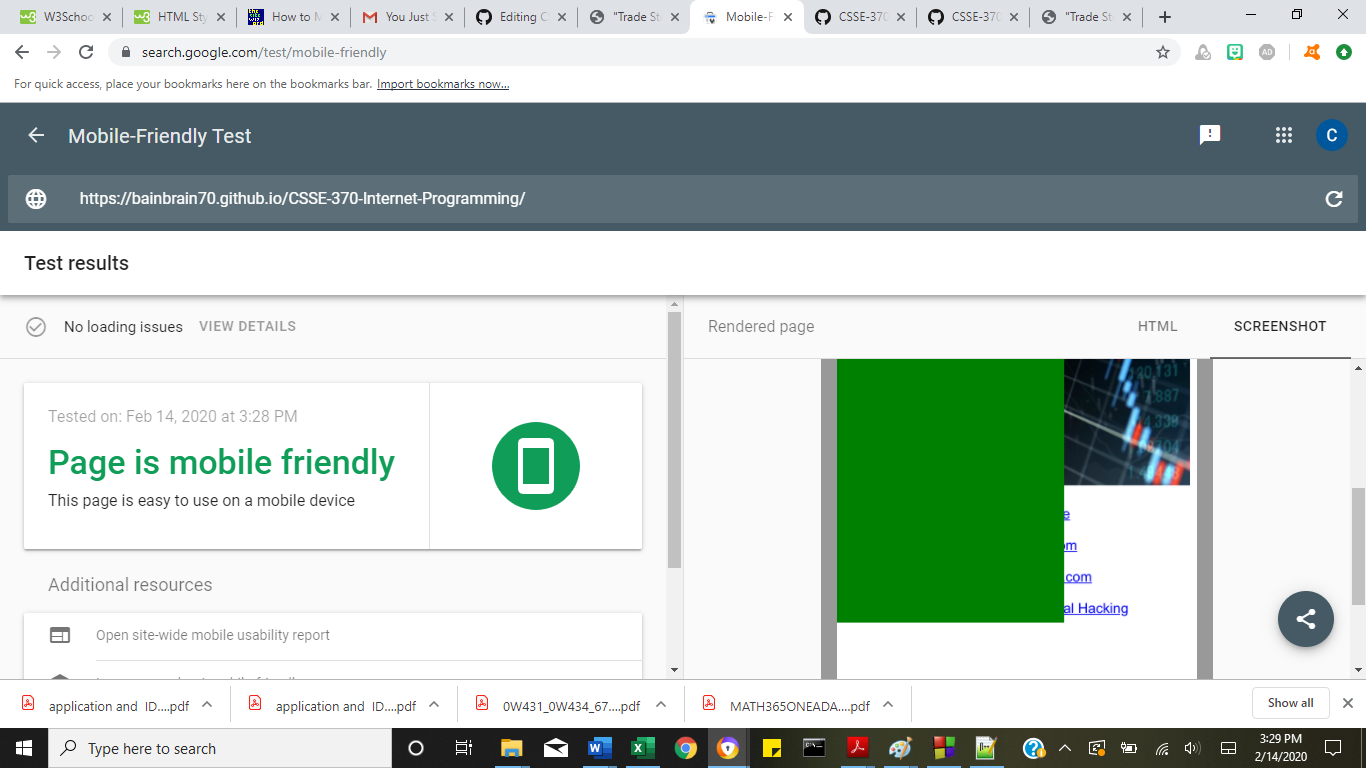 W3Schoo
HTML Sty
How to M
You Just S
Editing C
"Trade St
Mobile-F
CSSE-370
CSSE-370
"Trade St
search.google.com/test/mobile-friendly
For quick access, place your bookmarks here on the bookmarks bar. Import bookmarks now...
Mobile-Friendly Test
C
https://bainbrain70.github.io/CSSE-370-Internet-Programming/
Test results
No loading issues VIEW DETAILS
Rendered page
HTML
SCREENSHOT
Tested on: Feb 14, 2020 at 3:28 PM
Page is mobile friendly
This page is easy to use on a mobile device
Additional resources
Open site-wide mobile usability report
7,887
e
om
.com
al Hacking
application and ID....pdf
application and ID....pdf
0W431_0W434_67....pdf
MATH365ONEADA....pdf
Show all
Type here to search
3:29 PM
2/14/2020